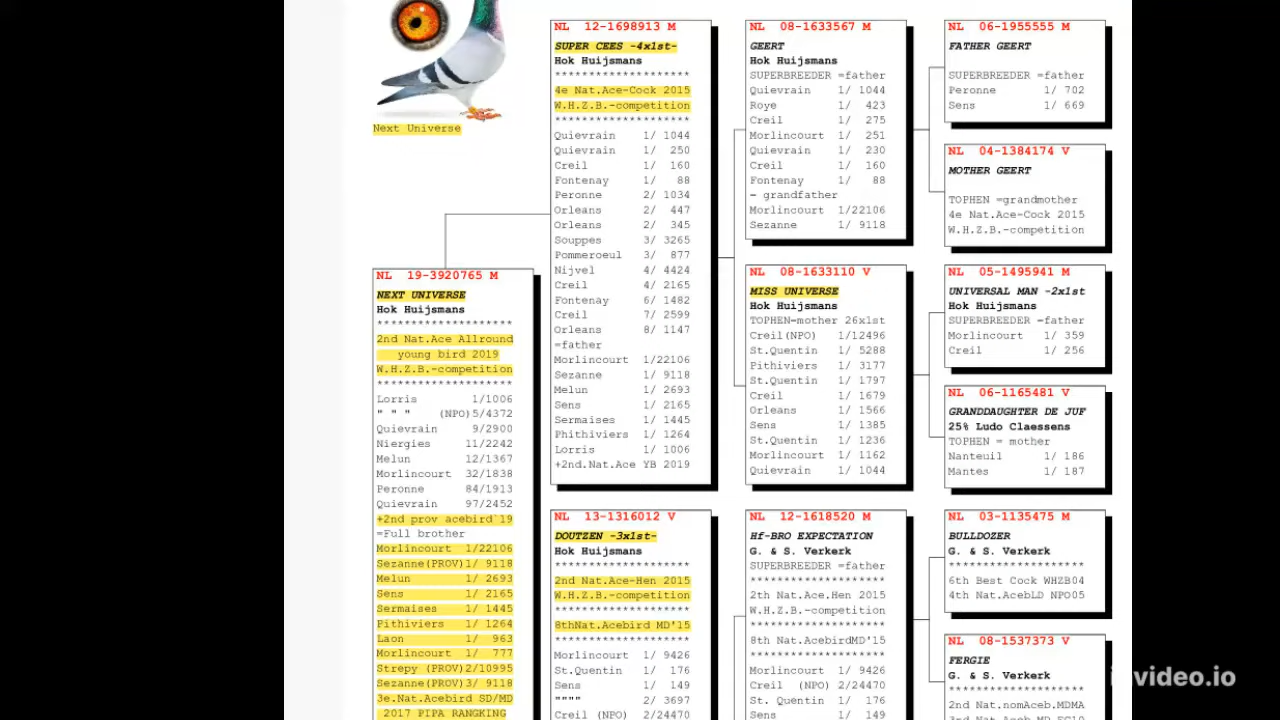 Next Universe
NL 19-3920765 M
NEXT UNIVERSE
Hok Huijsmans
********************
2nd Nat.Ace Allround
young bird 2019
W.H.Z.B.-competition
********************
Lorris 1/1006
" " " (NPO)5/4372
Quievrain 9/2900
Niergies 11/2242
Melun 12/1367
Morlincourt 32/1838
Peronne 84/1913
Quievrain 97/2452
+2nd prov acebird`19
=Full brother
Morlincourt 1/22106
Sezanne(PROV)1/ 9118
Melun 1/ 2693
Sens 1/ 2165
Sermaises 1/ 1445
Pithiviers 1/ 1264
Laon 1/ 963
Morlincourt 1/ 777
Strepy (PROV)2/10995
Sezanne(PROV)3/ 9118
3e.Nat.Acebird SD/MD
2017 PIPA RANGKING
NL 12-1698913 M
SUPER CEES -4x1st-
Hok Huijsmans
********************
4e Nat.Ace-Cock 2015
W.H.Z.B.-competition
********************
Quievrain 1/ 1044
Quievrain 1/ 250
Creil 1/ 160
Fontenay 1/ 88
Peronne 2/ 1034
Orleans 2/ 447
Orleans 2/ 345
Souppes 3/ 3265
Pommeroeul 3/ 877
Nijvel 4/ 4424
Creil 4/ 2165
Fontenay 6/ 1482
Creil 7/ 2599
Orleans 8/ 1147
=father
Morlincourt 1/22106
Sezanne 1/ 9118
Melun 1/ 2693
Sens 1/ 2165
Sermaises 1/ 1445
Phithiviers 1/ 1264
Lorris 1/ 1006
+2nd.Nat.Ace YB 2019
NL 13-1316012 V
DOUTZEN -3x1st-
Hok Huijsmans
********************
2nd Nat.Ace-Hen 2015
W.H.Z.B.-competition
********************
8thNat.Acebird MD'15
********************
Morlincourt 1/ 9426
St.Quentin 1/ 176
Sens 1/ 149
"""" 2/ 3697
Creil (NPO) 2/24470
NL 08-1633567 M
GEERT
Hok Huijsmans
SUPERBREEDER =father
Quievrain 1/ 1044
Roye 1/ 423
Creil 1/ 275
Morlincourt 1/ 251
Quievrain 1/ 230
Creil 1/ 160
Fontenay 1/ 88
= grandfather
Morlincourt 1/22106
Sezanne 1/ 9118
NL 08-1633110 V
MISS UNIVERSE
TOPHEN=mother 26x1st
Creil(NPO) 1/12496
St.Quentin 1/ 5288
Pithiviers 1/ 3177
St.Quentin 1/ 1797
Creil 1/ 1679
Orleans 1/ 1566
Sens 1/ 1385
St.Quentin 1/ 1236
Morlincourt 1/ 1162
Quievrain 1/ 1044
NL 12-1618520 M
Hf-BRO EXPECTATION
G. & S. Verkerk
SUPERBREEDER =father
********************
2th Nat.Ace.Hen 2015
W.H.Z.B.-competition
********************
8th Nat.AcebirdMD'15
********************
Morlincourt 1/ 9426
Creil (NPO) 2/24470
St. Quentin 1/ 176
Sens 1/ 149
NL 06-1955555 M
FATHER GEERT
SUPERBREEDER =father
Peronne 1/ 702
Sens 1/ 669
NL 04-1384174 V
MOTHER GEERT
TOPHEN =grandmother
4e Nat.Ace-Cock 2015
W.H.Z.B.-competition
NL 05-1495941 M
UNIVERSAL MAN -2x1st
Hok Huijsmans
SUPERBREEDER =father
Morlincourt 1/ 359
Creil 1/ 256
NL 06-1165481 V
GRANDDAUGHTER DE JUF
25% Ludo Claessens
TOPHEN = mother
Nanteuil 1/ 186
Mantes 1/ 187
NL 03-1135475 M
BULLDOZER
G. & S. Verkerk
********************
6th Best Cock WHZB04
4th Nat.AcebLD NPO05
NL 08-1537373 V
FERGIE
G. & S. Verkerk
********************
2nd Nat.nomAceb.MDMA
video.io